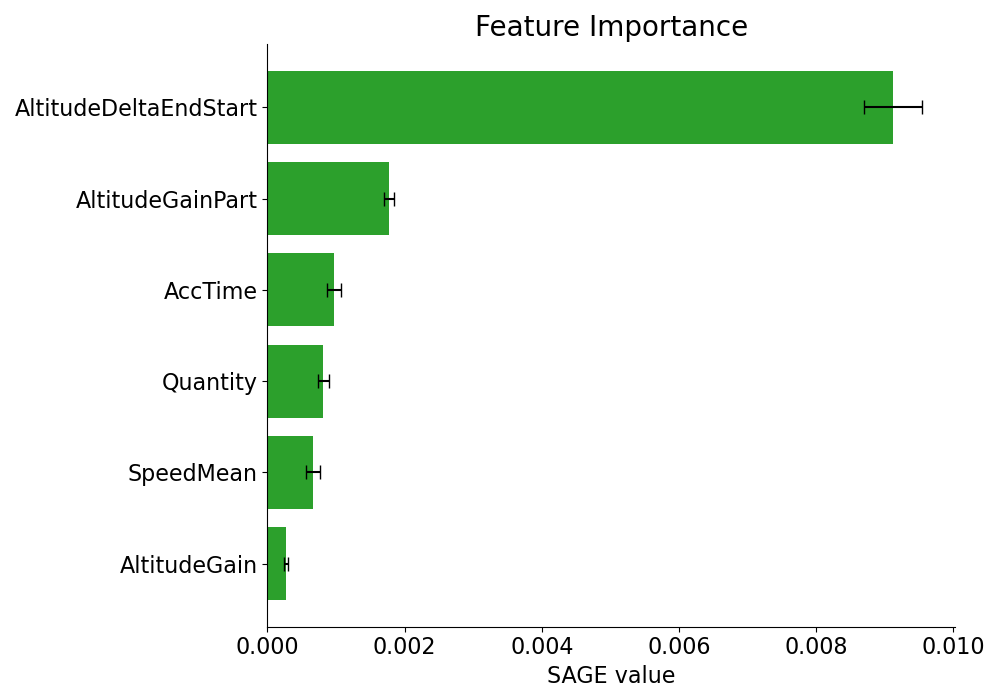 Feature Importance
AltitudeDeltaEndStart
AltitudeGainPart
AccTime
Quantity
SpeedMean
AltitudeGain
0.000 0.002 0.004 0.006 0.008 0.010
SAGE value